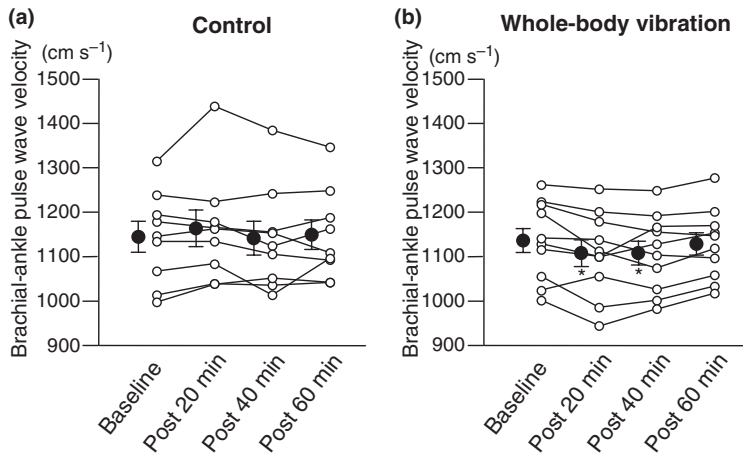 (a)
Control
(cm s⁻¹)
Brachial-ankle pulse wave velocity
1500
1400
1300
1200
1100
1000
900
Baseline
Post 20 min
Post 40 min
Post 60 min
(b)
Whole-body vibration
(cm s⁻¹)
Brachial-ankle pulse wave velocity
1500
1400
1300
1200
1100
1000
900
*
*
Baseline
Post 20 min
Post 40 min
Post 60 min